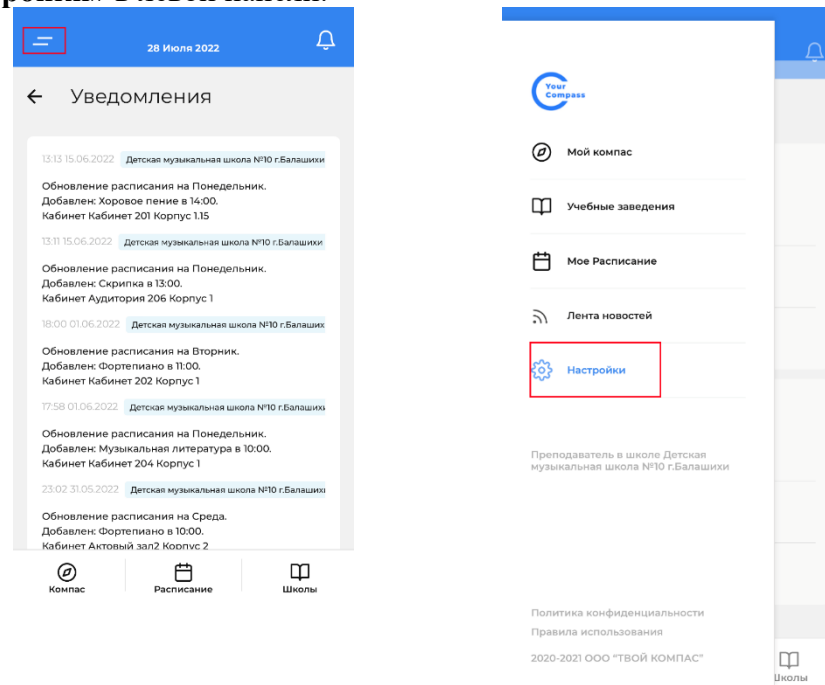 28 Июля 2022
Уведомления
13:13 15.06.2022 Детская музыкальная школа №10 г.Балашихи
Обновление расписания на Понедельник.
Добавлен: Хоровое пение в 14:00.
Кабинет Кабинет 201 Корпус 1.15
13:11 15.06.2022 Детская музыкальная школа №10 г.Балашихи
Обновление расписания на Понедельник.
Добавлен: Скрипка в 13:00.
Кабинет Аудитория 206 Корпус 1
18:00 01.06.2022 Детская музыкальная школа №10 г.Балаших
Обновление расписания на Вторник.
Добавлен: Фортепиано в 11:00.
Кабинет Кабинет 202 Корпус 1
17:58 01.06.2022 Детская музыкальная школа №10 г.Балашихи
Обновление расписания на Понедельник.
Добавлен: Музыкальная литература в 10:00.
Кабинет Кабинет 204 Корпус 1
23:02 31.05.2022 Детская музыкальная школа №10 г.Балашихи
Обновление расписания на Среда.
Добавлен: Фортепиано в 10:00.
Кабинет Актовый зал2 Корпус 2
Компас Расписание Школы
Your
Compass
Мой компас
Учебные заведения
Мое Расписание
Лента новостей
Настройки
Преподаватель в школе Детская
музыкальная школа №10 г.Балашихи
Политика конфиденциальности
Правила использования
2020-2021 ООО "ТВОЙ КОМПАС"
Школы